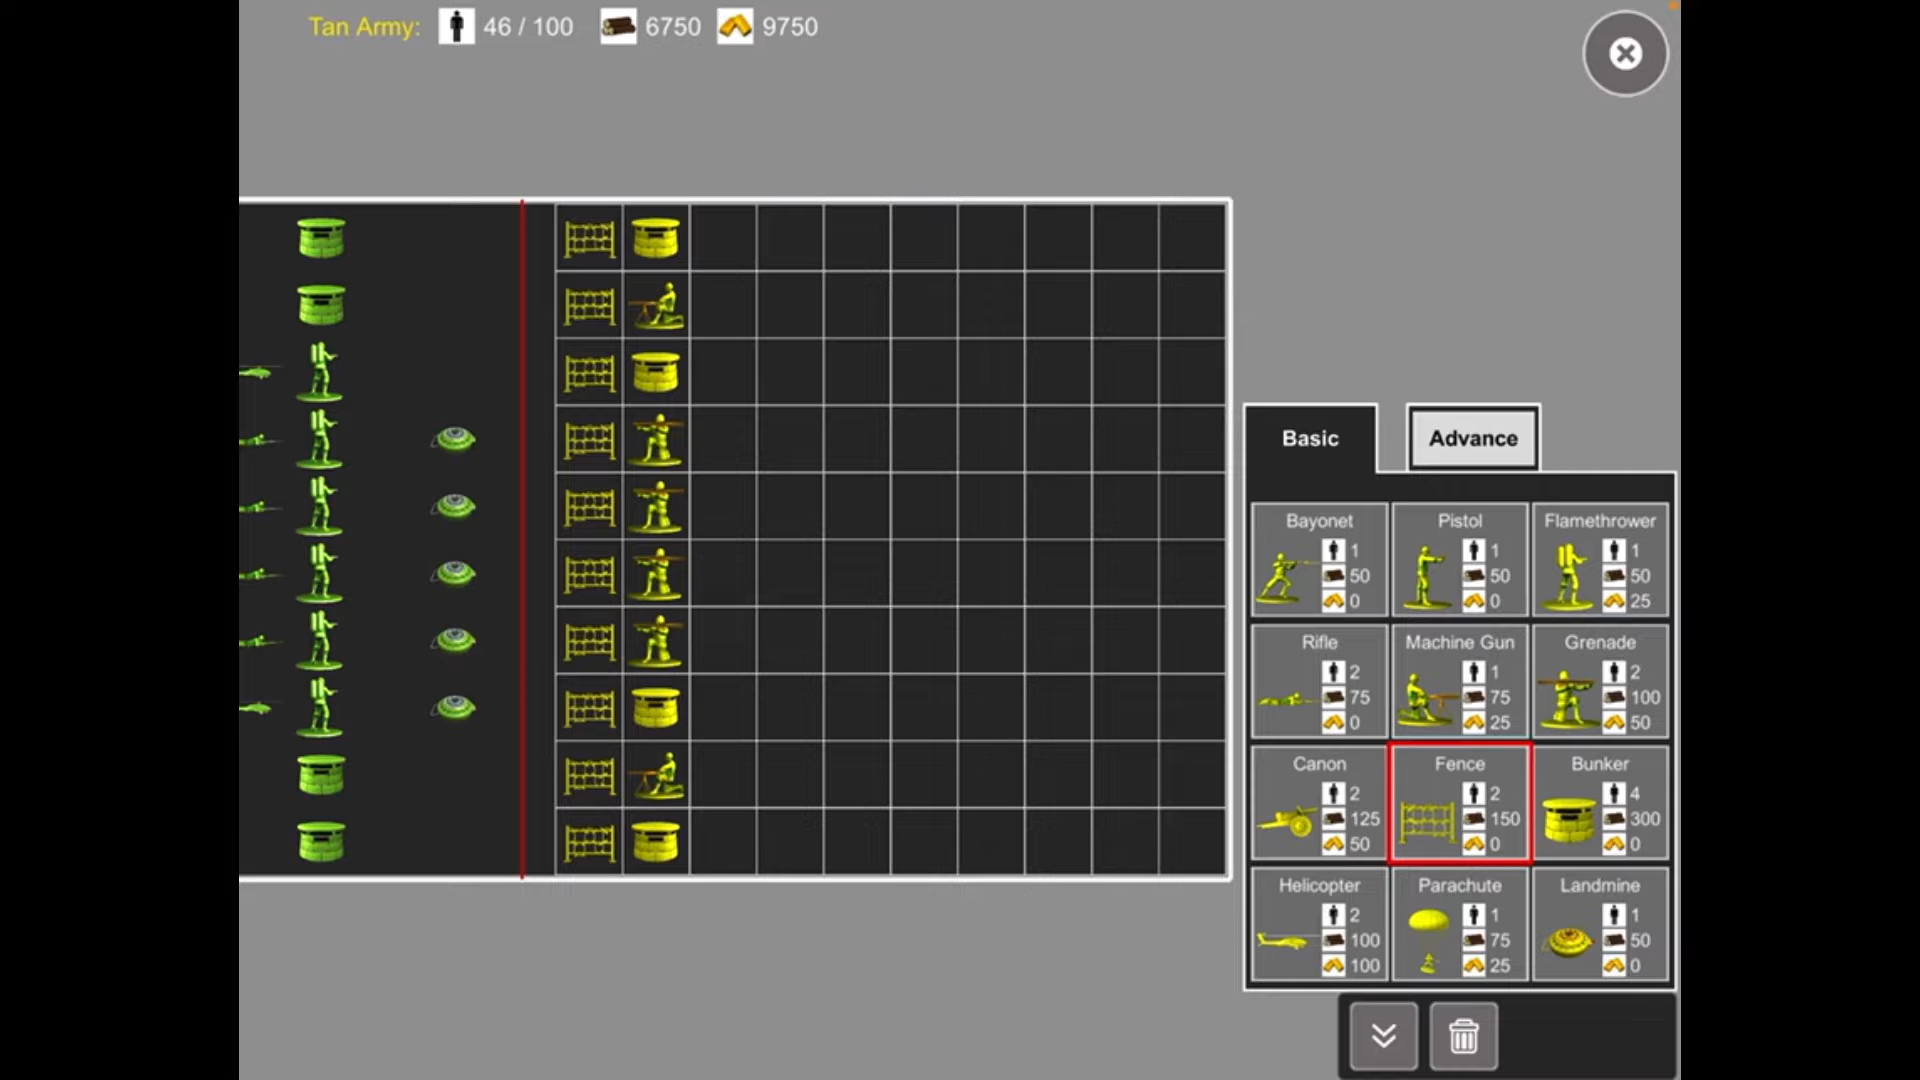 Tan Army: 46 / 100 6750 9750
Basic Advance
Bayonet Pistol Flamethrower
1 1 1
50 50 50
0 0 25
Rifle Machine Gun Grenade
2 1 2
75 75 100
0 25 50
Canon Fence Bunker
2 2 4
125 150 300
50 0 0
Helicopter Parachute Landmine
2 1 1
100 75 50
100 25 0